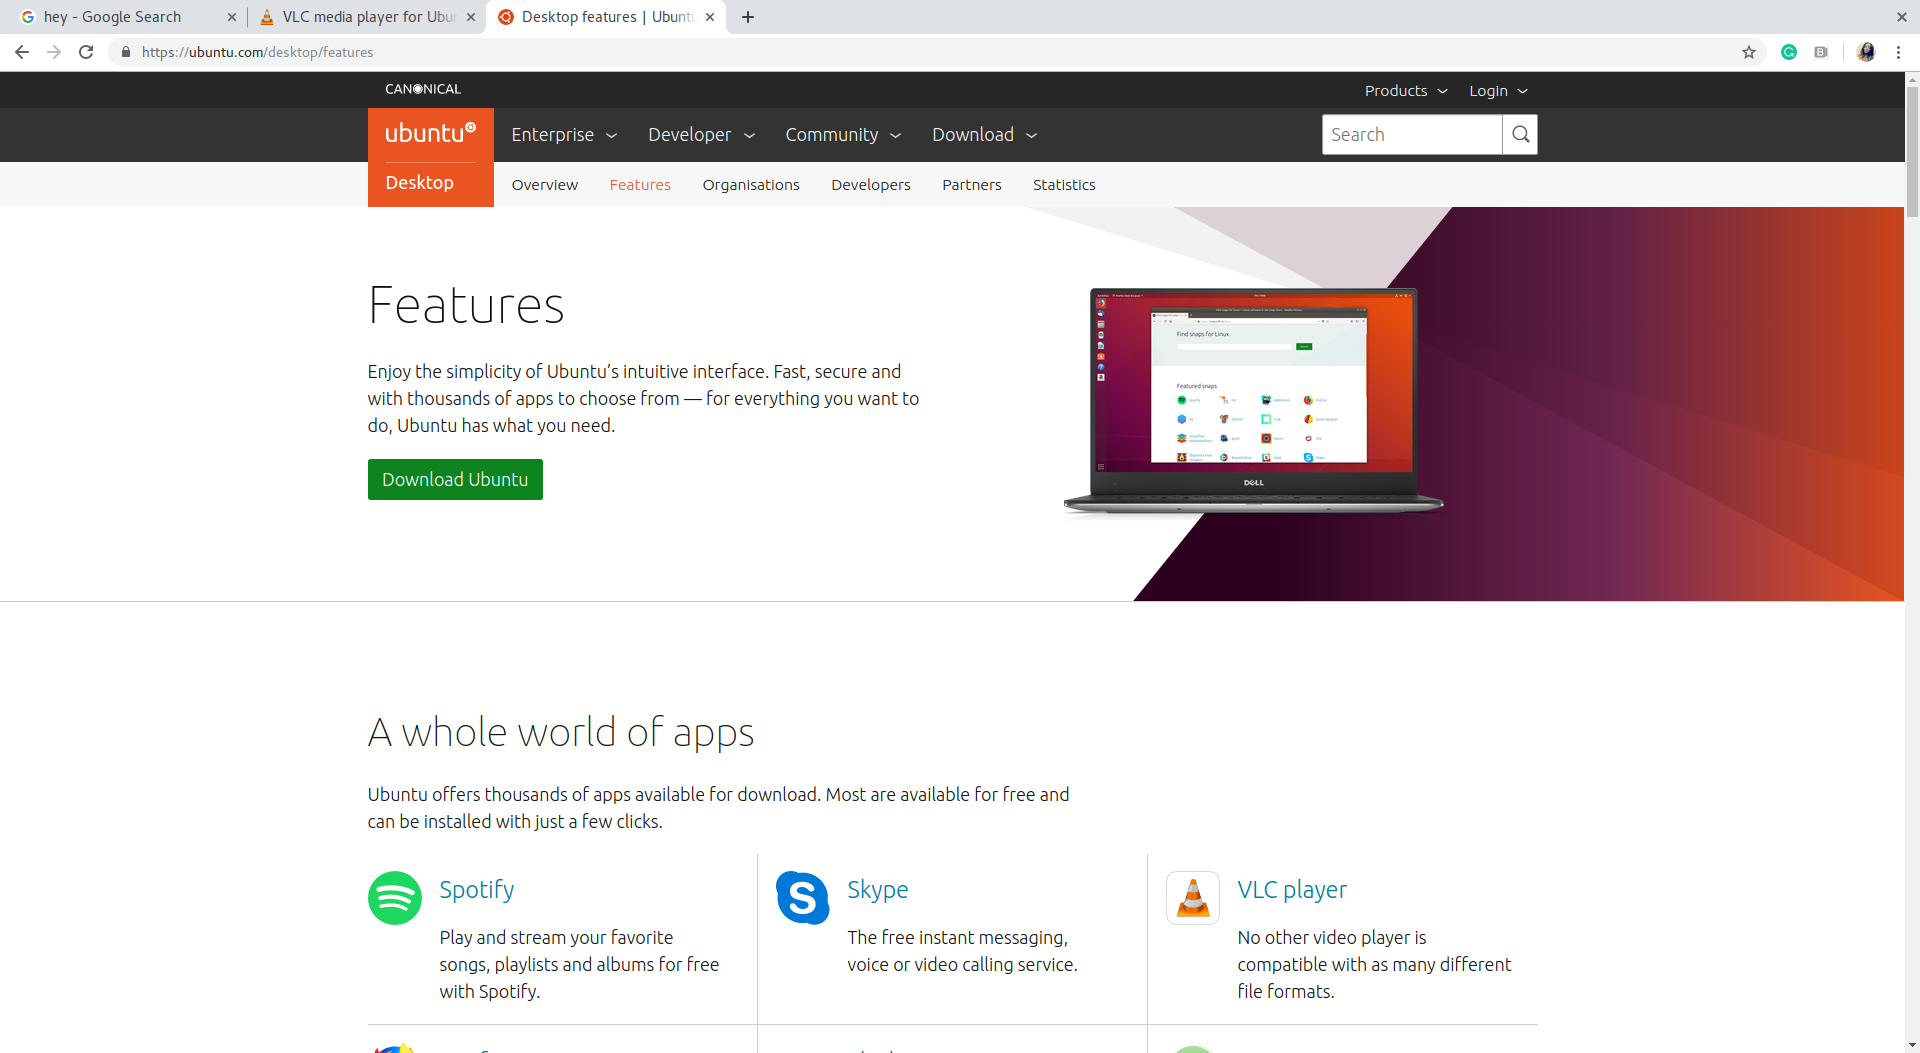 hey - Google Search
VLC media player for Ubun
Desktop features | Ubunt
https://ubuntu.com/desktop/features
CANONICAL
Products
Login
ubuntu
Enterprise
Developer
Community
Download
Search
Desktop
Overview
Features
Organisations
Developers
Partners
Statistics
Features
Enjoy the simplicity of Ubuntu’s intuitive interface. Fast, secure and
with thousands of apps to choose from — for everything you want to
do, Ubuntu has what you need.
Download Ubuntu
Find snaps for Linux
Featured snaps
DELL
A whole world of apps
Ubuntu offers thousands of apps available for download. Most are available for free and
can be installed with just a few clicks.
Spotify
Play and stream your favorite
songs, playlists and albums for free
with Spotify.
Skype
The free instant messaging,
voice or video calling service.
VLC player
No other video player is
compatible with as many different
file formats.